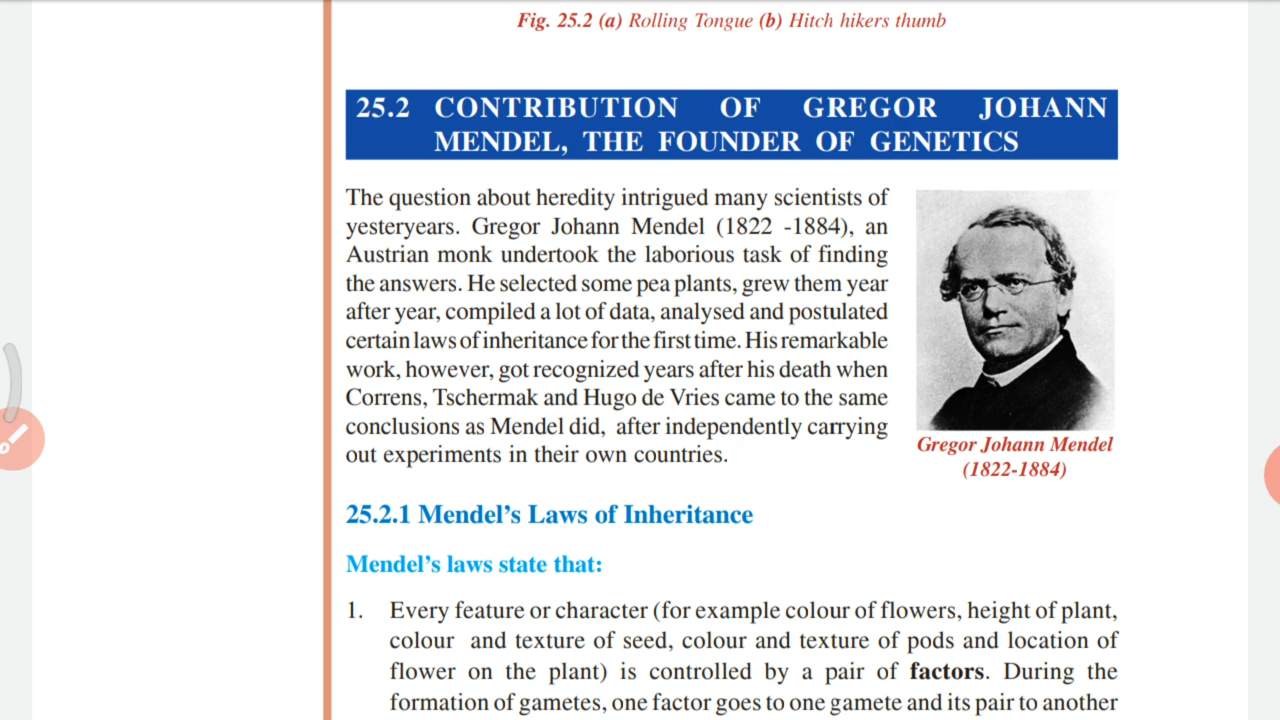 Fig. 25.2 (a) Rolling Tongue (b) Hitch hikers thumb
25.2 CONTRIBUTION OF GREGOR JOHANN
MENDEL, THE FOUNDER OF GENETICS
The question about heredity intrigued many scientists of
yesteryears. Gregor Johann Mendel (1822 -1884), an
Austrian monk undertook the laborious task of finding
the answers. He selected some pea plants, grew them year
after year, compiled a lot of data, analysed and postulated
certain laws of inheritance for the first time. His remarkable
work, however, got recognized years after his death when
Correns, Tschermak and Hugo de Vries came to the same
conclusions as Mendel did, after independently carrying
out experiments in their own countries.
Gregor Johann Mendel
(1822-1884)
25.2.1 Mendel’s Laws of Inheritance
Mendel’s laws state that:
1. Every feature or character (for example colour of flowers, height of plant,
colour and texture of seed, colour and texture of pods and location of
flower on the plant) is controlled by a pair of factors. During the
formation of gametes, one factor goes to one gamete and its pair to another